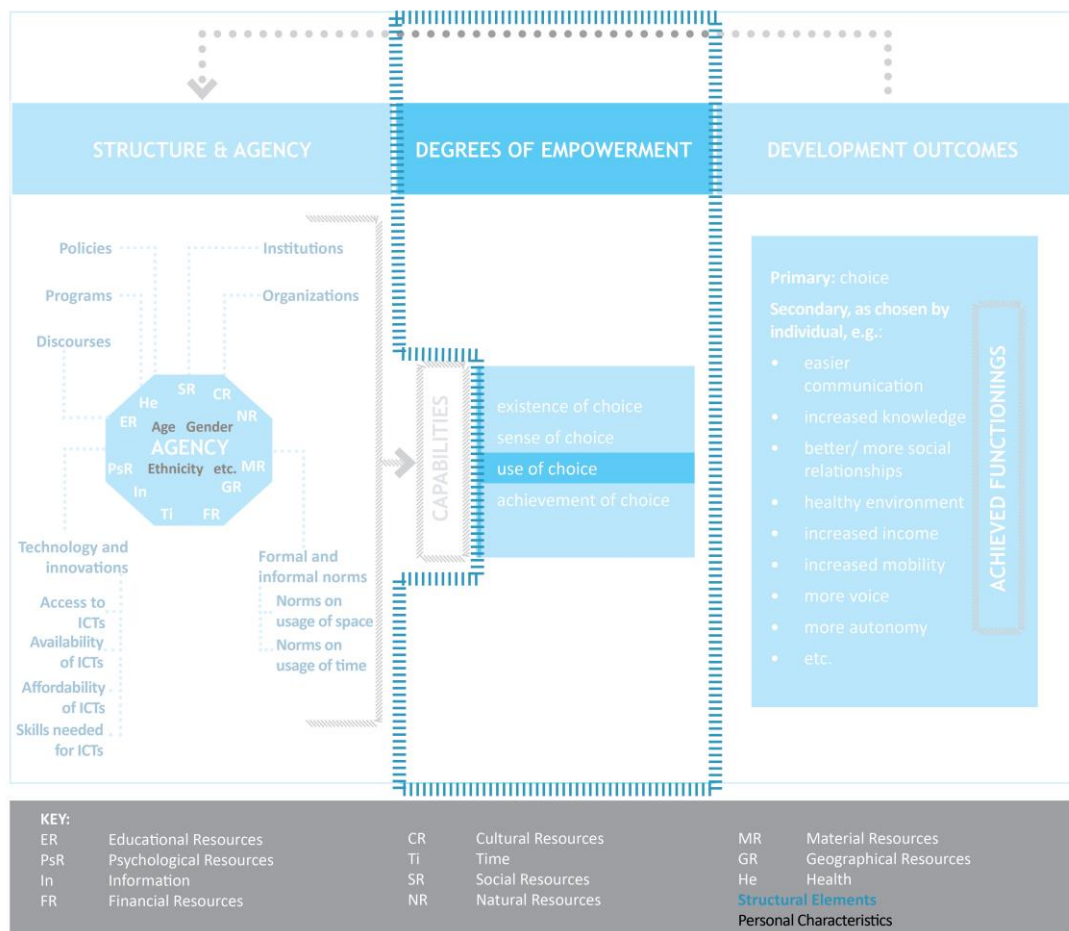 STRUCTURE & AGENCY
DEGREES OF EMPOWERMENT
DEVELOPMENT OUTCOMES
Policies
Institutions
Programs
Organizations
Discourses
ER
He
SR
CR
NR
Age Gender
AGENCY
Ethnicity etc.
PsR
MR
In
GR
Ti
FR
Technology and
innovations
Access to
ICTs
Availability
of ICTs
Affordability
of ICTs
Skills needed
for ICTs
Formal and
informal norms
Norms on
usage of space
Norms on
usage of time
CAPABILITIES
existence of choice
sense of choice
use of choice
achievement of choice
Primary: choice
Secondary, as chosen by
individual, e.g.:
• easier
communication
• increased knowledge
• better/ more social
relationships
• healthy environment
• increased income
• increased mobility
• more voice
• more autonomy
• etc.
ACHIEVED FUNCTIONINGS
KEY:
ER Educational Resources
PsR Psychological Resources
In Information
FR Financial Resources
CR Cultural Resources
Ti Time
SR Social Resources
NR Natural Resources
MR Material Resources
GR Geographical Resources
He Health
Structural Elements
Personal Characteristics